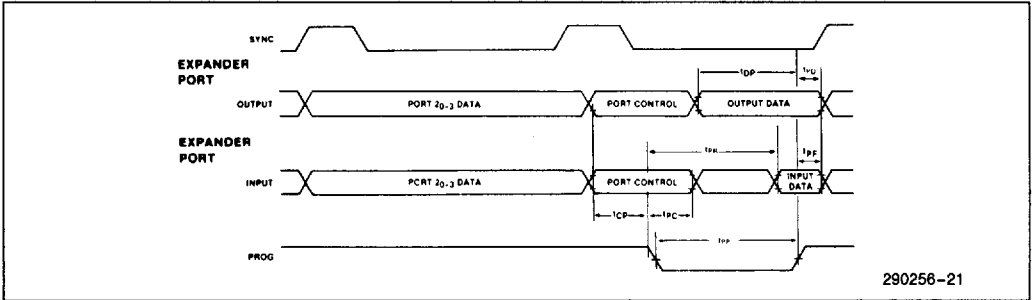 SYNC
EXPANDER
PORT
tDP
tPD
OUTPUT
PORT 20-3 DATA
PORT CONTROL
OUTPUT DATA
EXPANDER
PORT
tPR
tPF
INPUT
PORT 20-3 DATA
PORT CONTROL
INPUT
DATA
tCP
tPC
tPP
PROG
290256-21